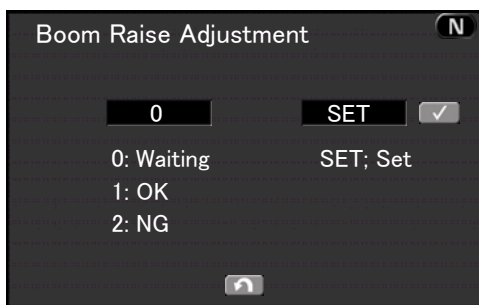 Boom Raise Adjustment N
0 SET
0: Waiting SET; Set
1: OK
2: NG